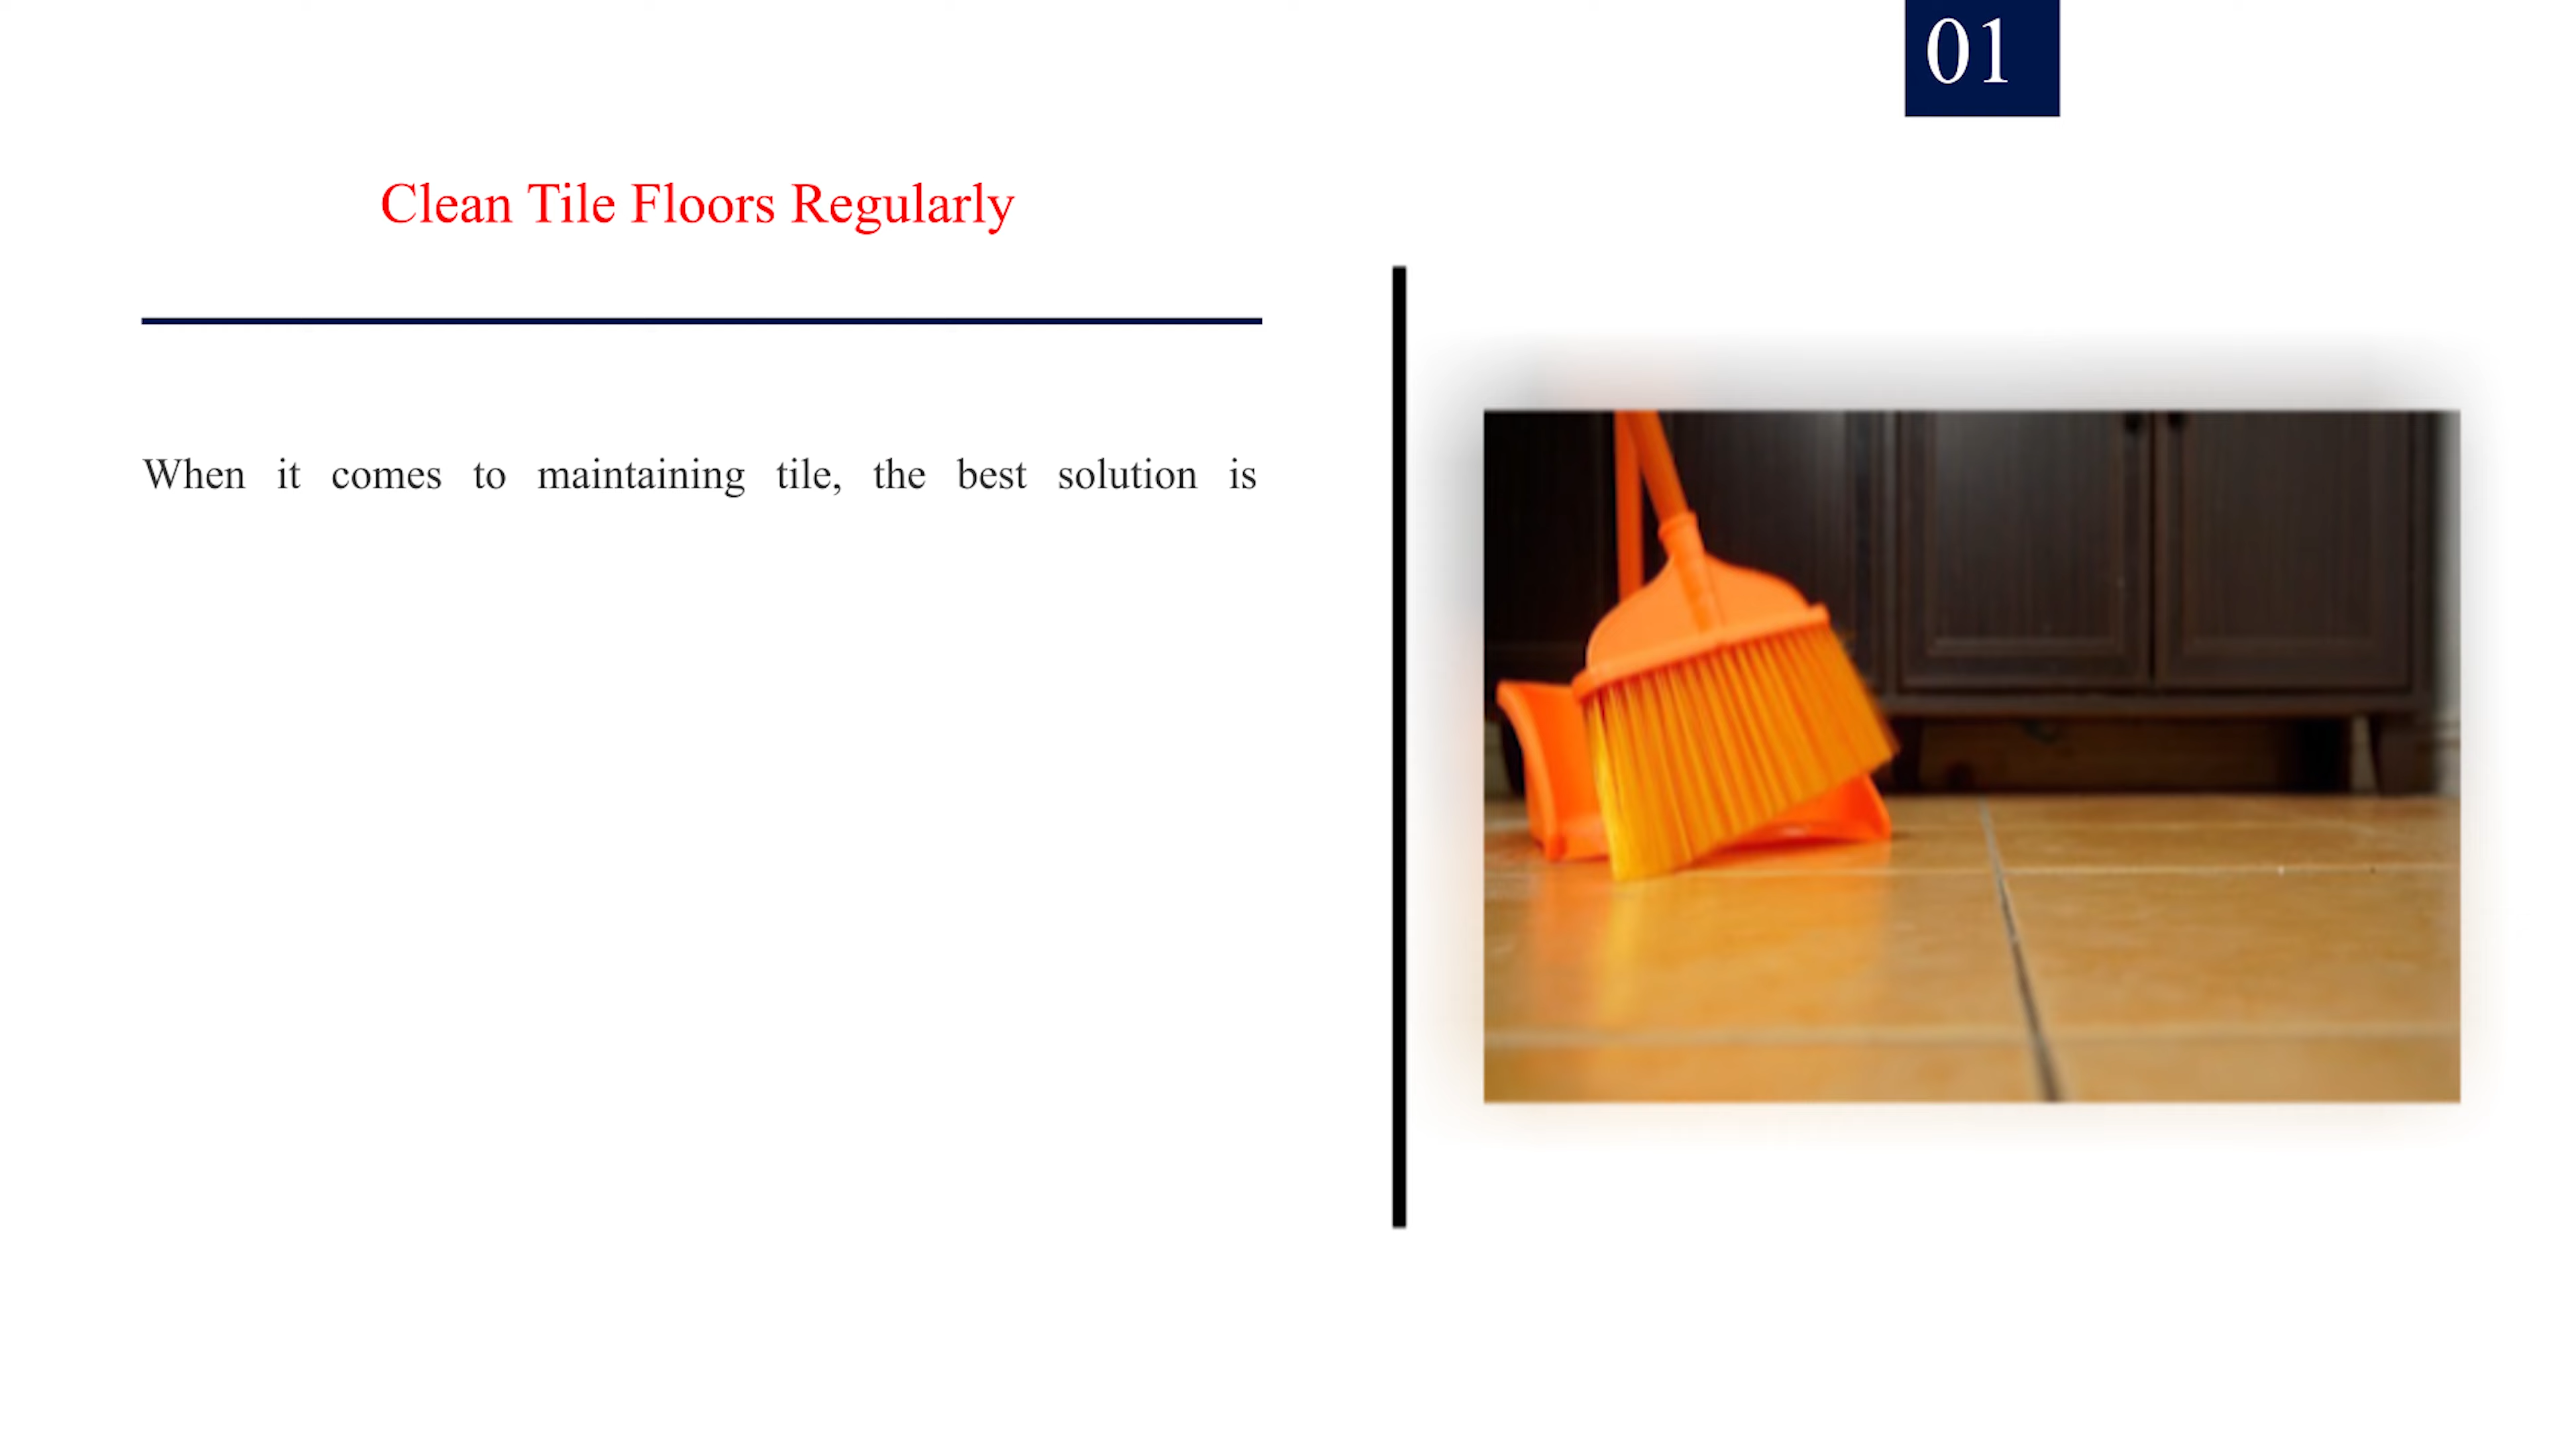 01
Clean Tile Floors Regularly
When it comes to maintaining tile, the best solution is